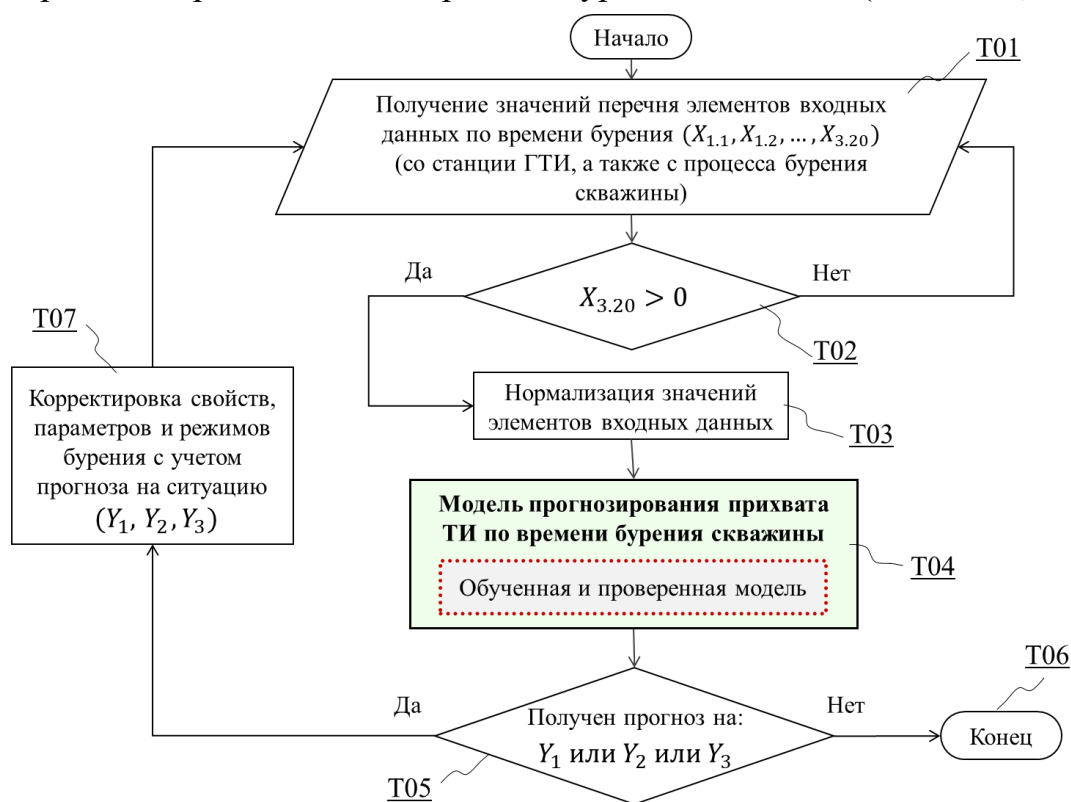 Начало
T01
Получение значений перечня элементов входных
данных по времени бурения (X1.1, X1.2, … , X3.20)
(со станции ГТИ, а также с процесса бурения
скважины)
Да
Нет
X3.20 > 0
T02
T07
Корректировка свойств,
параметров и режимов
бурения с учетом
прогноза на ситуацию
(Y1, Y2, Y3)
Нормализация значений
элементов входных данных
T03
Модель прогнозирования прихвата
ТИ по времени бурения скважины
Обученная и проверенная модель
T04
Да
Нет
Получен прогноз на:
Y1 или Y2 или Y3
T05
T06
Конец